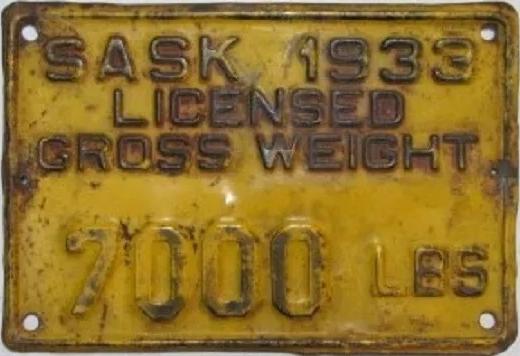 SASK 1933
LICENSED
GROSS WEIGHT
7000 LBS